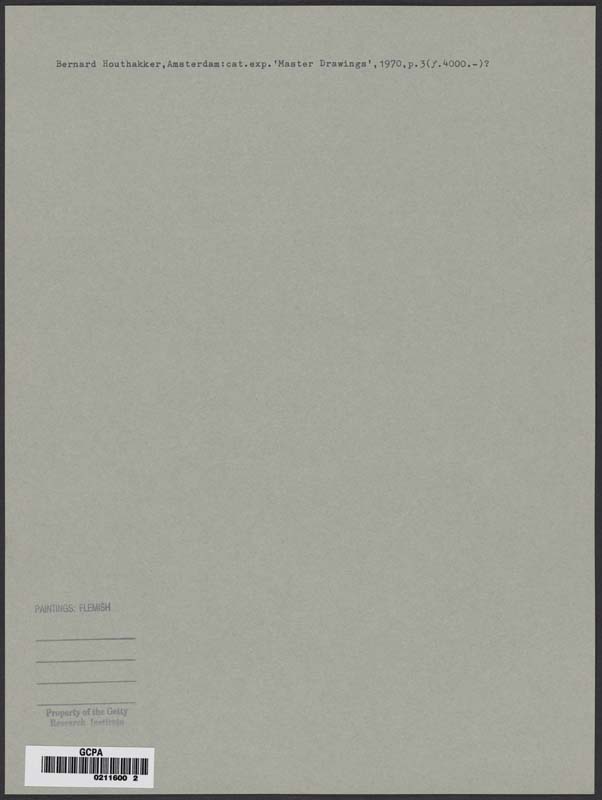 Bernard Houthakker,Amsterdam:cat.exp.'Master Drawings',1970,p.3(ƒ.4000.-)?
PAINTINGS: FLEMISH
Property of the Getty
Research Institute
GCPA
0211600 2